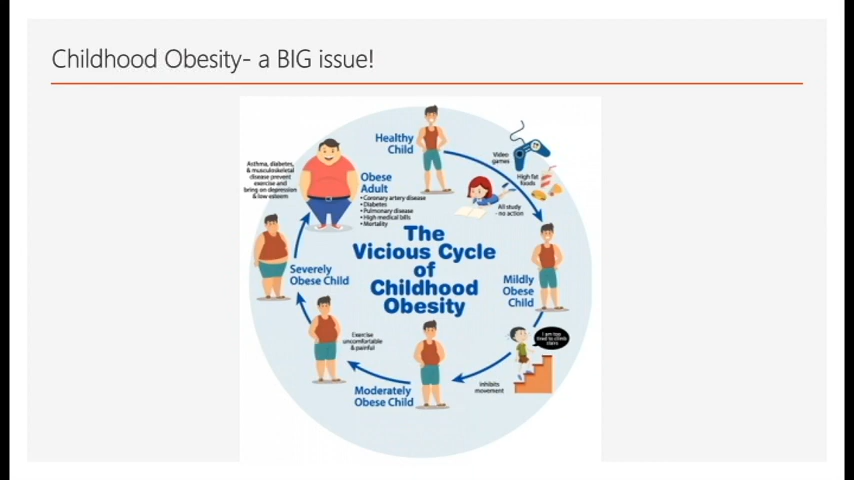 Childhood Obesity- a BIG issue!
Healthy
Child
Video
games
High fat
foods
All study
- no action
Mildly
Obese
Child
I am too
tired to climb
stairs
inhibits
movement
Moderately
Obese Child
Exercise
uncomfortable
& painful
Severely
Obese Child
Asthma, diabetes,
& musculoskeletal
disease prevent
exercise and
bring on depression
& low esteem
Obese
Adult
• Coronary artery disease
• Diabetes
• Pulmonary disease
• High medical bills
• Mortality
The
Vicious Cycle
of
Childhood
Obesity